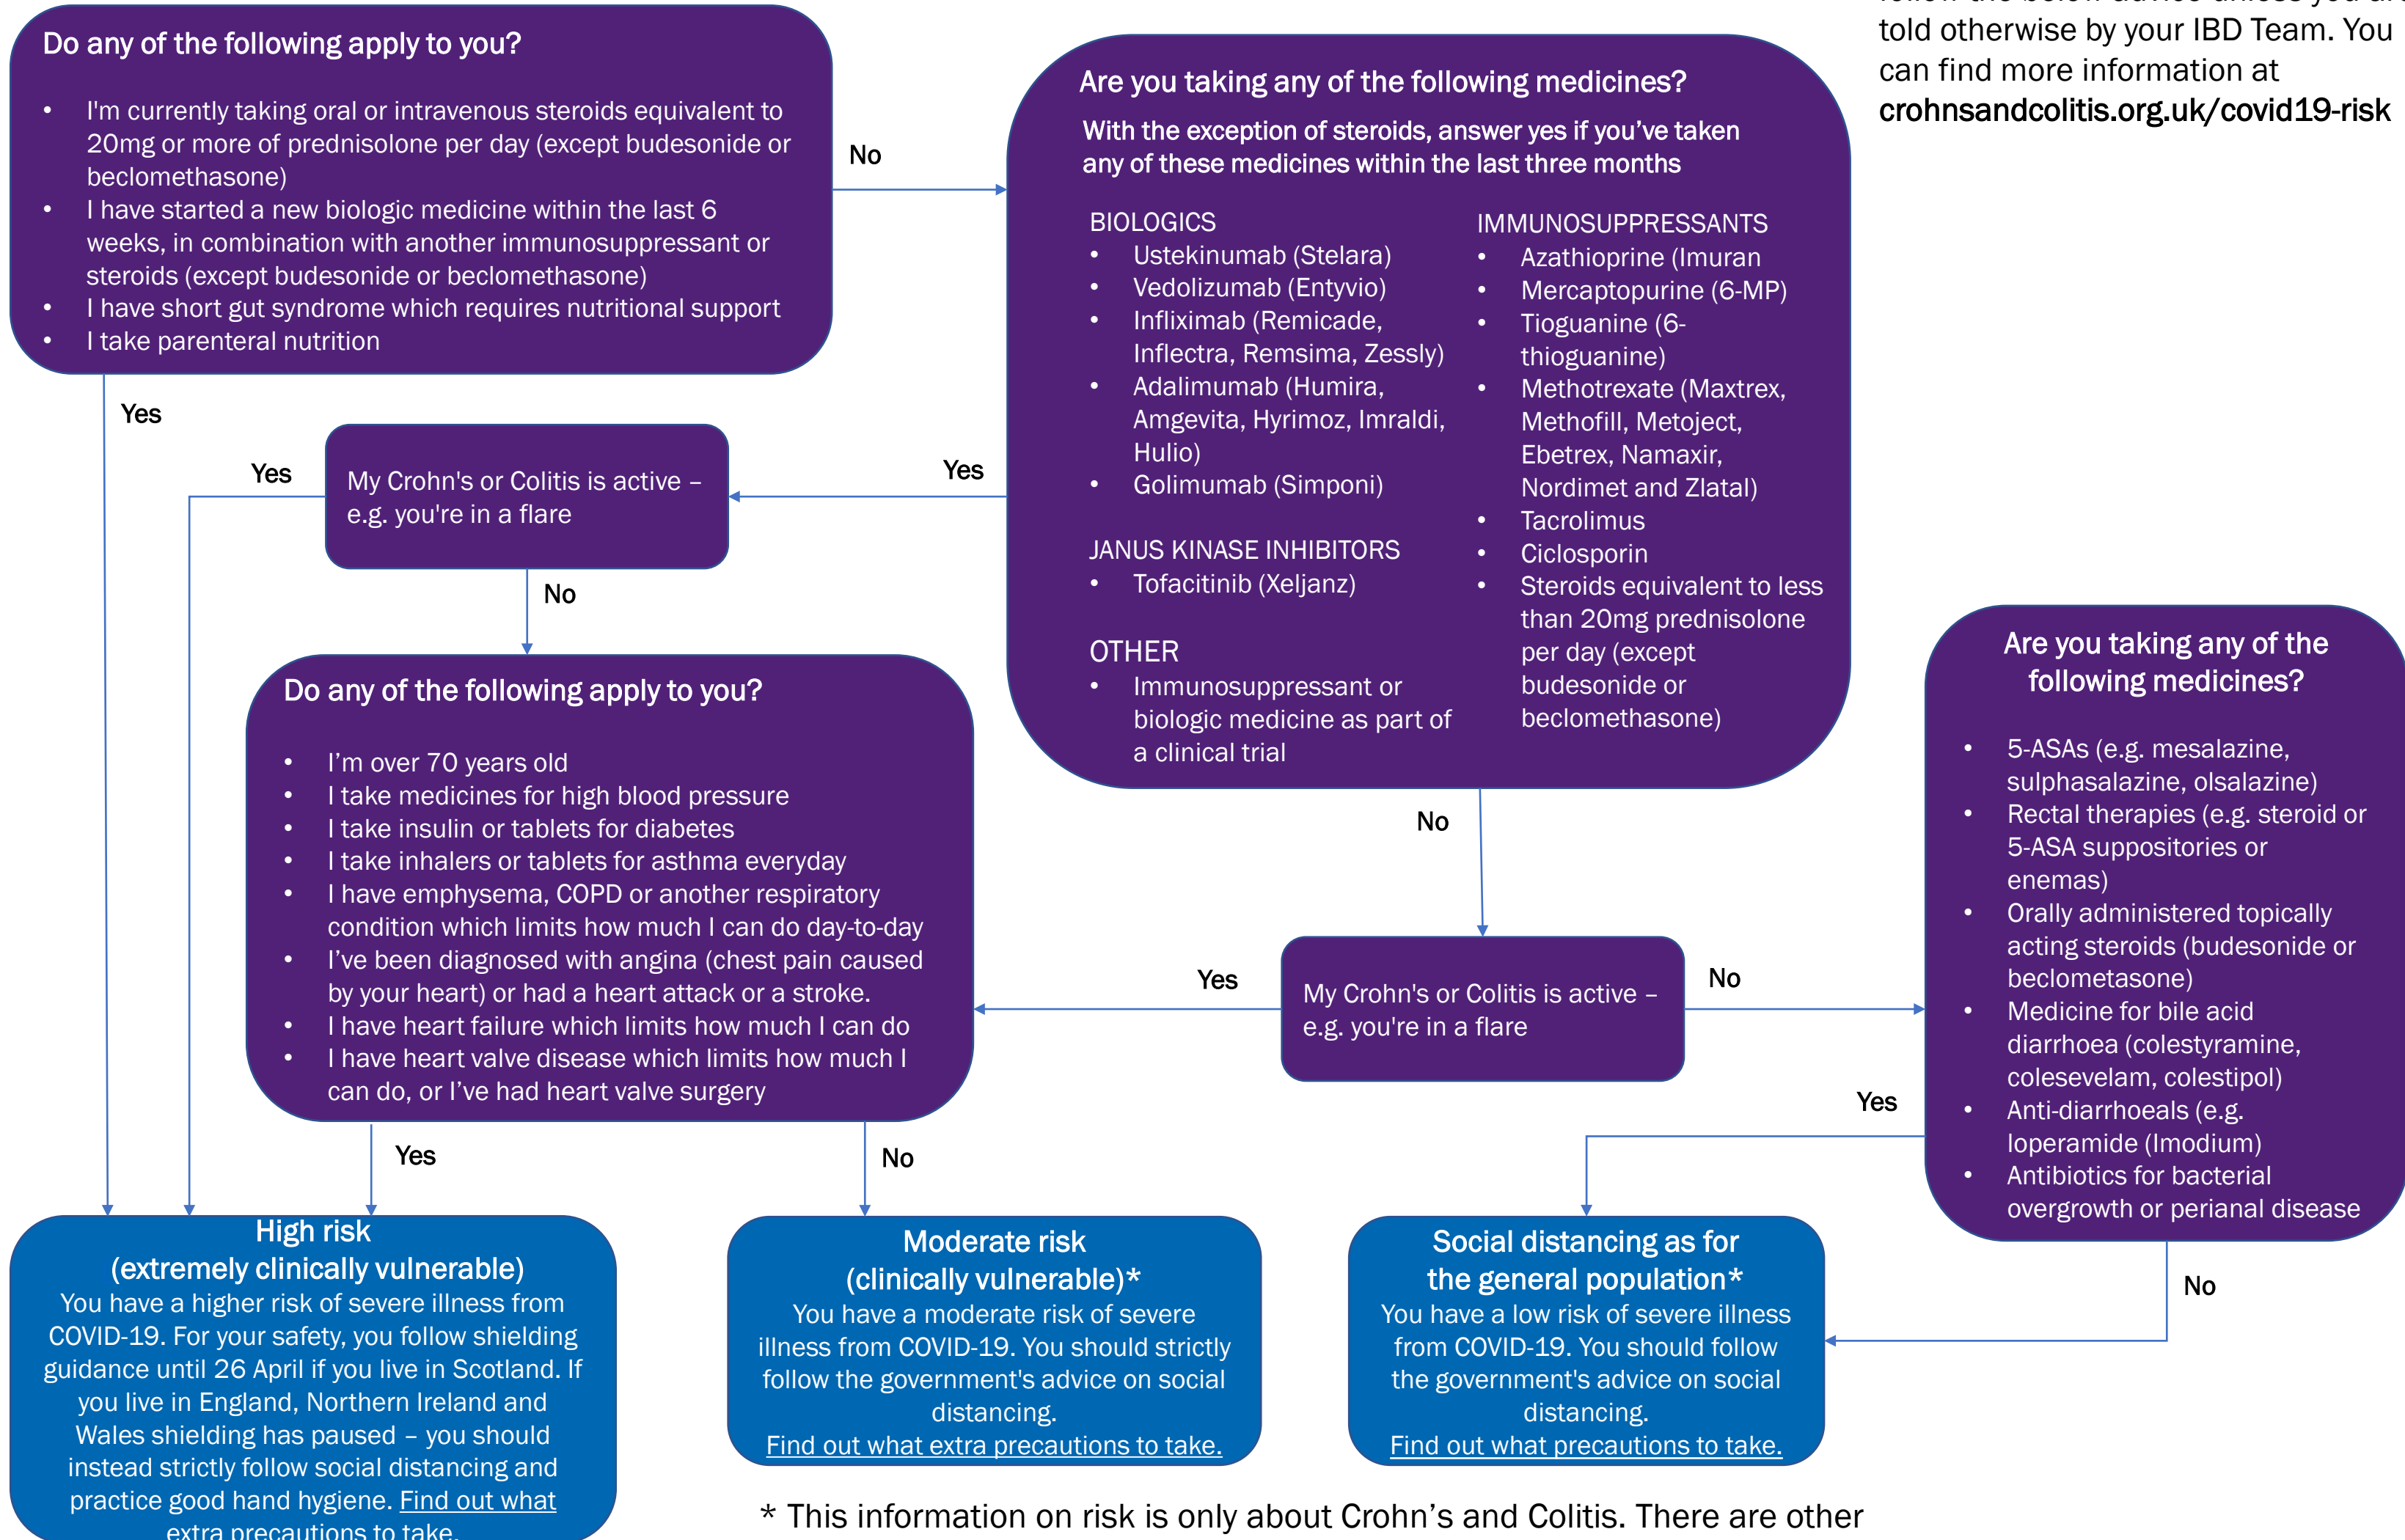 follow the below advice unless you are
told otherwise by your IBD Team. You
can find more information at
crohnsandcolitis.org.uk/covid19-risk
Do any of the following apply to you?
• I'm currently taking oral or intravenous steroids equivalent to
20mg or more of prednisolone per day (except budesonide or
beclomethasone)
• I have started a new biologic medicine within the last 6
weeks, in combination with another immunosuppressant or
steroids (except budesonide or beclomethasone)
• I have short gut syndrome which requires nutritional support
• I take parenteral nutrition
No
Yes
Are you taking any of the following medicines?
With the exception of steroids, answer yes if you've taken
any of these medicines within the last three months
BIOLOGICS
• Ustekinumab (Stelara)
• Vedolizumab (Entyvio)
• Infliximab (Remicade,
Inflectra, Remsima, Zessly)
• Adalimumab (Humira,
Amgevita, Hyrimoz, Imraldi,
Hulio)
• Golimumab (Simponi)
JANUS KINASE INHIBITORS
• Tofacitinib (Xeljanz)
OTHER
• Immunosuppressant or
biologic medicine as part of
a clinical trial
IMMUNOSUPPRESSANTS
• Azathioprine (Imuran
• Mercaptopurine (6-MP)
• Tioguanine (6-
thioguanine)
• Methotrexate (Maxtrex,
Methofill, Metoject,
Ebetrex, Namaxir,
Nordimet and Zlatal)
• Tacrolimus
• Ciclosporin
• Steroids equivalent to less
than 20mg prednisolone
per day (except
budesonide or
beclomethasone)
Yes
No
My Crohn's or Colitis is active –
e.g. you're in a flare
Yes
No
Do any of the following apply to you?
• I’m over 70 years old
• I take medicines for high blood pressure
• I take insulin or tablets for diabetes
• I take inhalers or tablets for asthma everyday
• I have emphysema, COPD or another respiratory
condition which limits how much I can do day-to-day
• I’ve been diagnosed with angina (chest pain caused
by your heart) or had a heart attack or a stroke.
• I have heart failure which limits how much I can do
• I have heart valve disease which limits how much I
can do, or I’ve had heart valve surgery
Yes
No
My Crohn's or Colitis is active –
e.g. you're in a flare
Yes
No
Are you taking any of the
following medicines?
• 5-ASAs (e.g. mesalazine,
sulphasalazine, olsalazine)
• Rectal therapies (e.g. steroid or
5-ASA suppositories or
enemas)
• Orally administered topically
acting steroids (budesonide or
beclometasone)
• Medicine for bile acid
diarrhoea (colestyramine,
colesevelam, colestipol)
• Anti-diarrhoeals (e.g.
loperamide (Imodium)
• Antibiotics for bacterial
overgrowth or perianal disease
Yes
No
High risk
(extremely clinically vulnerable)
You have a higher risk of severe illness from
COVID-19. For your safety, you follow shielding
guidance until 26 April if you live in Scotland. If
you live in England, Northern Ireland and
Wales shielding has paused – you should
instead strictly follow social distancing and
practice good hand hygiene. Find out what
extra precautions to take.
Moderate risk
(clinically vulnerable)*
You have a moderate risk of severe
illness from COVID-19. You should strictly
follow the government's advice on social
distancing.
Find out what extra precautions to take.
Social distancing as for
the general population*
You have a low risk of severe illness
from COVID-19. You should follow
the government's advice on social
distancing.
Find out what precautions to take.
* This information on risk is only about Crohn’s and Colitis. There are other